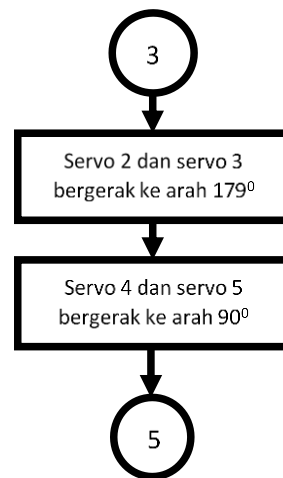 3
Servo 2 dan servo 3
bergerak ke arah 179⁰
Servo 4 dan servo 5
bergerak ke arah 90⁰
5